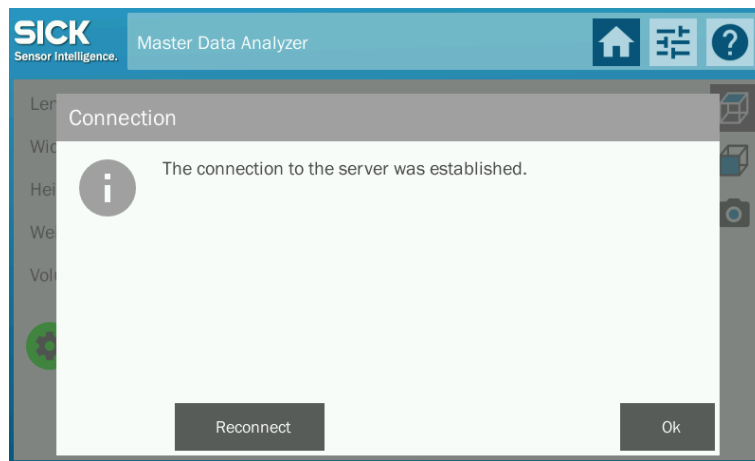 SICK
Sensor Intelligence.
Master Data Analyzer
Connection
The connection to the server was established.
Reconnect
Ok